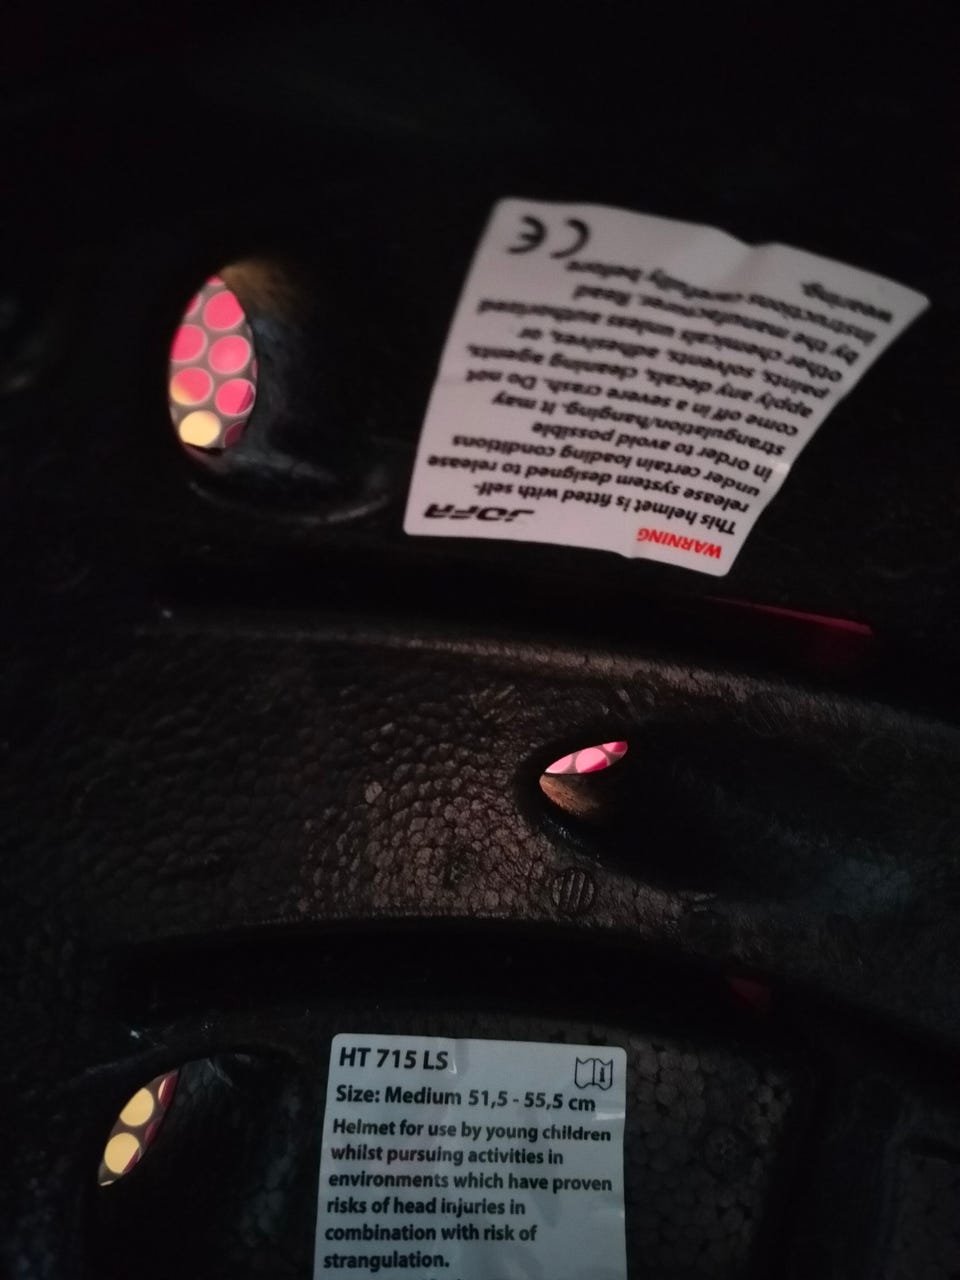 WARNING
JOFA
This helmet is fitted with self-
release system designed to release
under certain loading conditions
in order to avoid possible
strangulation/hanging. It may
come off in a severe crash. Do not
apply any decals, cleaning agents,
paints, solvents, adhesives, or
other chemicals unless authorized
by the manufacturer. Read
instructions carefully before
wearing.
CE
HT 715 LS
Size: Medium 51,5 - 55,5 cm
Helmet for use by young children
whilst pursuing activities in
environments which have proven
risks of head injuries in
combination with risk of
strangulation.